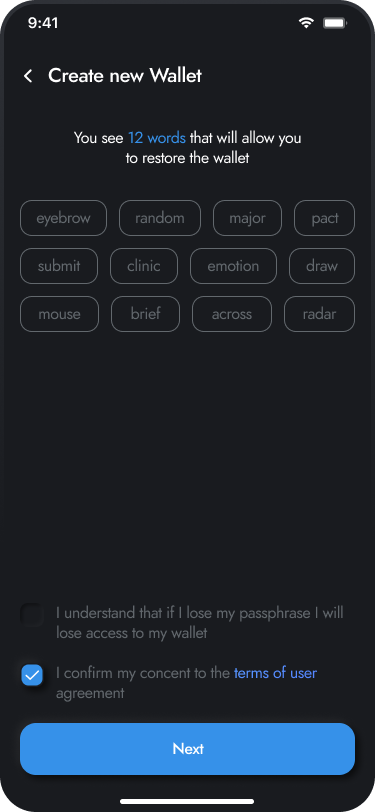 9:41
Create new Wallet
You see 12 words that will allow you
to restore the wallet
eyebrow random major pact
submit clinic emotion draw
mouse brief across radar
I understand that if I lose my passphrase I will
lose access to my wallet
I confirm my concent to the terms of user
agreement
Next